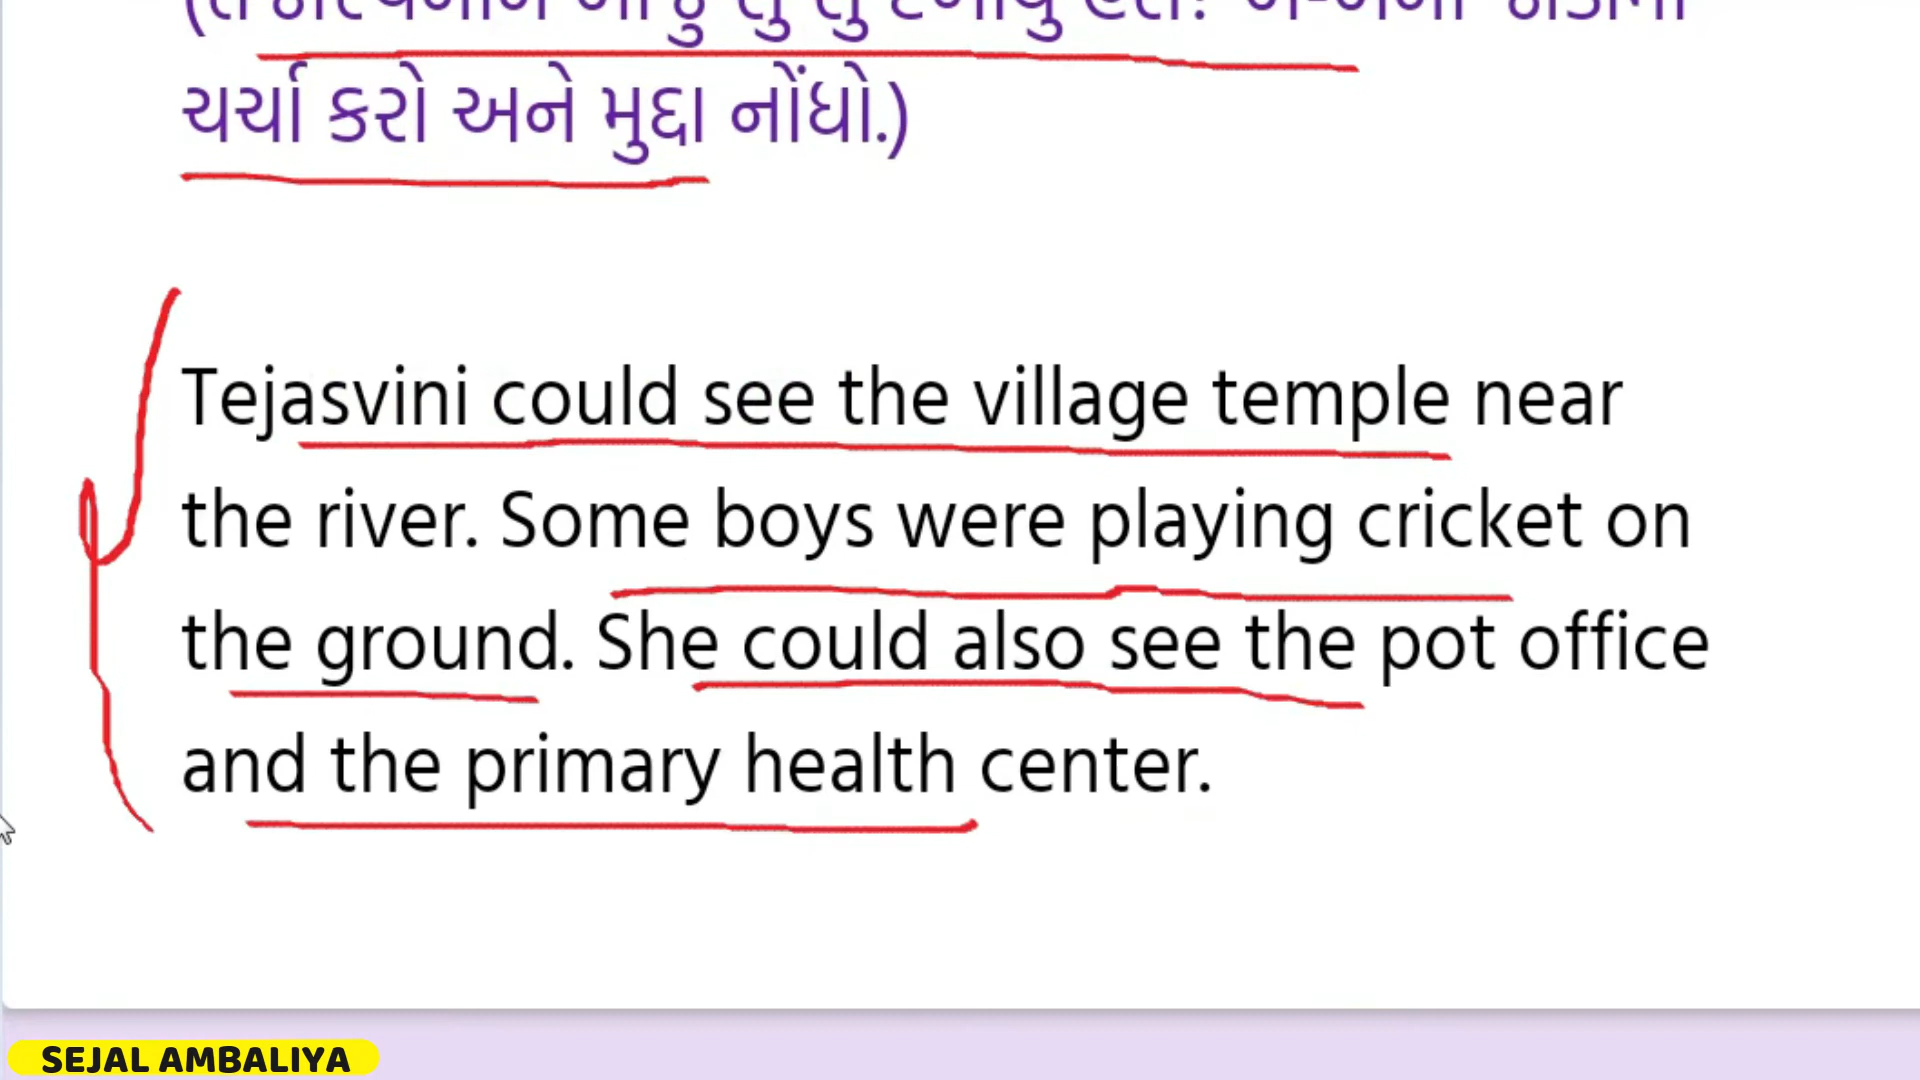 ચર્ચા કરો અને મુદ્દા નોંધો.)
Tejasvini could see the village temple near
the river. Some boys were playing cricket on
the ground. She could also see the pot office
and the primary health center.
SEJAL AMBALIYA